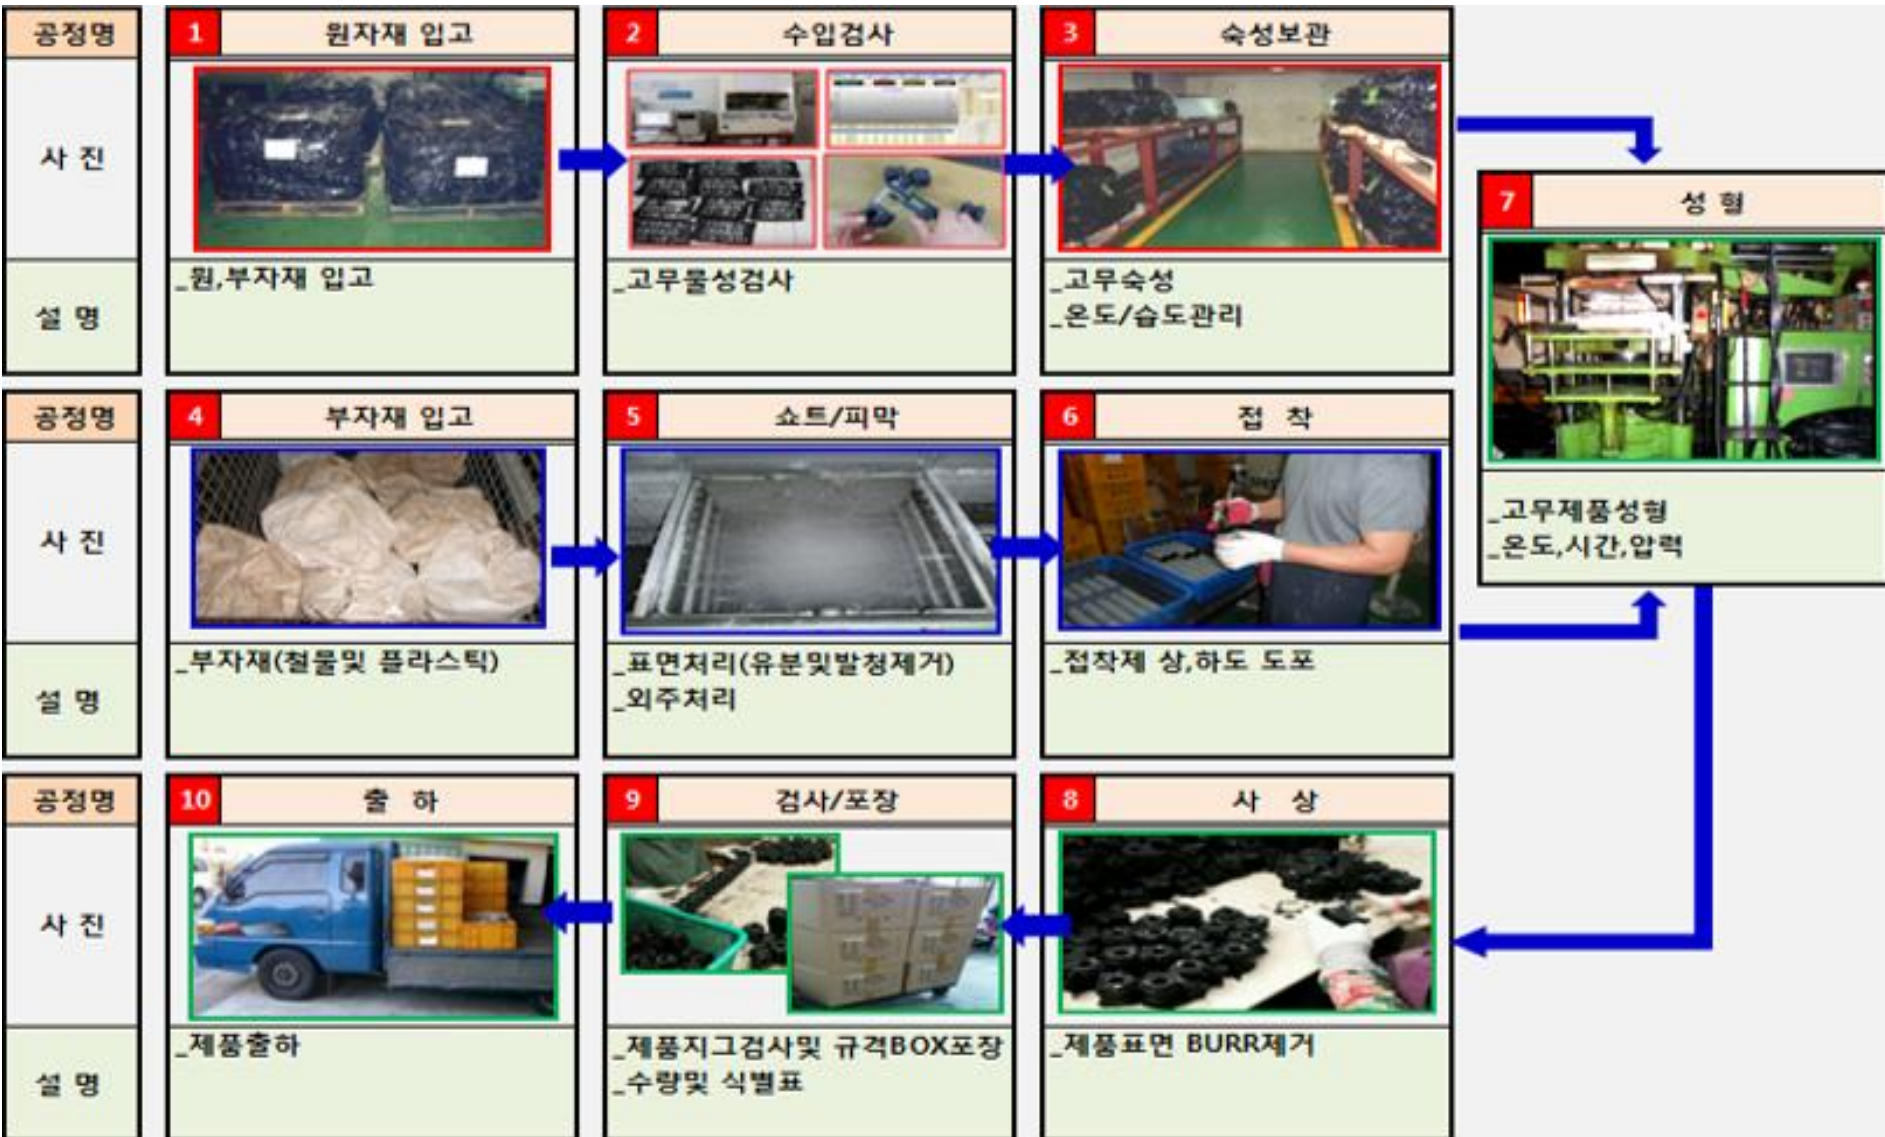 공정명
1 원자재 입고
2 수입검사
3 숙성보관
사 진
설 명
_원,부자재 입고
_고무물성검사
_고무숙성
_온도/습도관리
7 성 형
_고무제품성형
_온도,시간,압력
공정명
4 부자재 입고
5 쇼트/피막
6 접 착
사 진
설 명
_부자재(철물및 플라스틱)
_표면처리(유분및발청제거)
_외주처리
_접착제 상,하도 도포
공정명
10 출 하
9 검사/포장
8 사 상
사 진
설 명
_제품출하
_제품지그검사및 규격BOX포장
_수량및 식별표
_제품표면 BURR제거